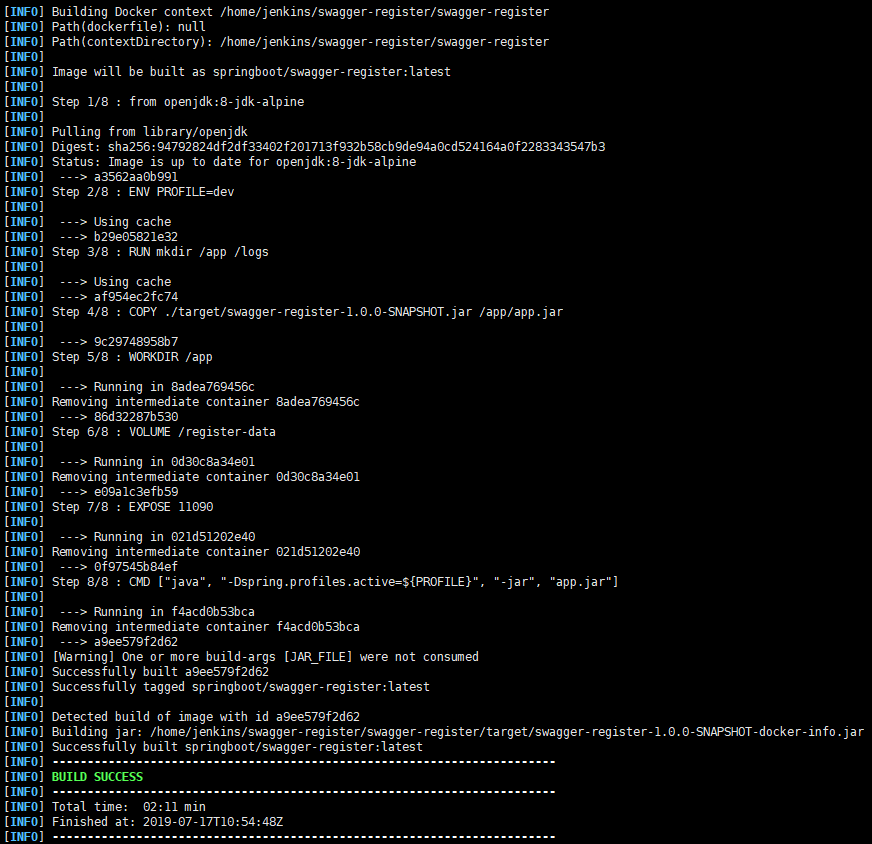 [INFO] Building Docker context /home/jenkins/swagger-register/swagger-register
[INFO] Path(dockerfile): null
[INFO] Path(contextDirectory): /home/jenkins/swagger-register/swagger-register
[INFO]
[INFO] Image will be built as springboot/swagger-register:latest
[INFO]
[INFO] Step 1/8 : from openjdk:8-jdk-alpine
[INFO]
[INFO] Pulling from library/openjdk
[INFO] Digest: sha256:94792824df2df33402f201713f932b58cb9de94a0cd524164a0f2283343547b3
[INFO] Status: Image is up to date for openjdk:8-jdk-alpine
[INFO]  ---> a3562aa0b991
[INFO] Step 2/8 : ENV PROFILE=dev
[INFO]
[INFO]  ---> Using cache
[INFO]  ---> b29e05821e32
[INFO] Step 3/8 : RUN mkdir /app /logs
[INFO]
[INFO]  ---> Using cache
[INFO]  ---> af954ec2fc74
[INFO] Step 4/8 : COPY ./target/swagger-register-1.0.0-SNAPSHOT.jar /app/app.jar
[INFO]
[INFO]  ---> 9c29748958b7
[INFO] Step 5/8 : WORKDIR /app
[INFO]
[INFO]  ---> Running in 8adea769456c
[INFO] Removing intermediate container 8adea769456c
[INFO]  ---> 86d32287b530
[INFO] Step 6/8 : VOLUME /register-data
[INFO]
[INFO]  ---> Running in 0d30c8a34e01
[INFO] Removing intermediate container 0d30c8a34e01
[INFO]  ---> e09a1c3efb59
[INFO] Step 7/8 : EXPOSE 11090
[INFO]
[INFO]  ---> Running in 021d51202e40
[INFO] Removing intermediate container 021d51202e40
[INFO]  ---> 0f97545b84ef
[INFO] Step 8/8 : CMD ["java", "-Dspring.profiles.active=${PROFILE}", "-jar", "app.jar"]
[INFO]
[INFO]  ---> Running in f4acd0b53bca
[INFO] Removing intermediate container f4acd0b53bca
[INFO]  ---> a9ee579f2d62
[INFO] [Warning] One or more build-args [JAR_FILE] were not consumed
[INFO] Successfully built a9ee579f2d62
[INFO] Successfully tagged springboot/swagger-register:latest
[INFO]
[INFO] Detected build of image with id a9ee579f2d62
[INFO] Building jar: /home/jenkins/swagger-register/swagger-register/target/swagger-register-1.0.0-SNAPSHOT-docker-info.jar
[INFO] Successfully built springboot/swagger-register:latest
[INFO] ------------------------------------------------------------------------
[INFO] BUILD SUCCESS
[INFO] ------------------------------------------------------------------------
[INFO] Total time:  02:11 min
[INFO] Finished at: 2019-07-17T10:54:48Z
[INFO] ------------------------------------------------------------------------